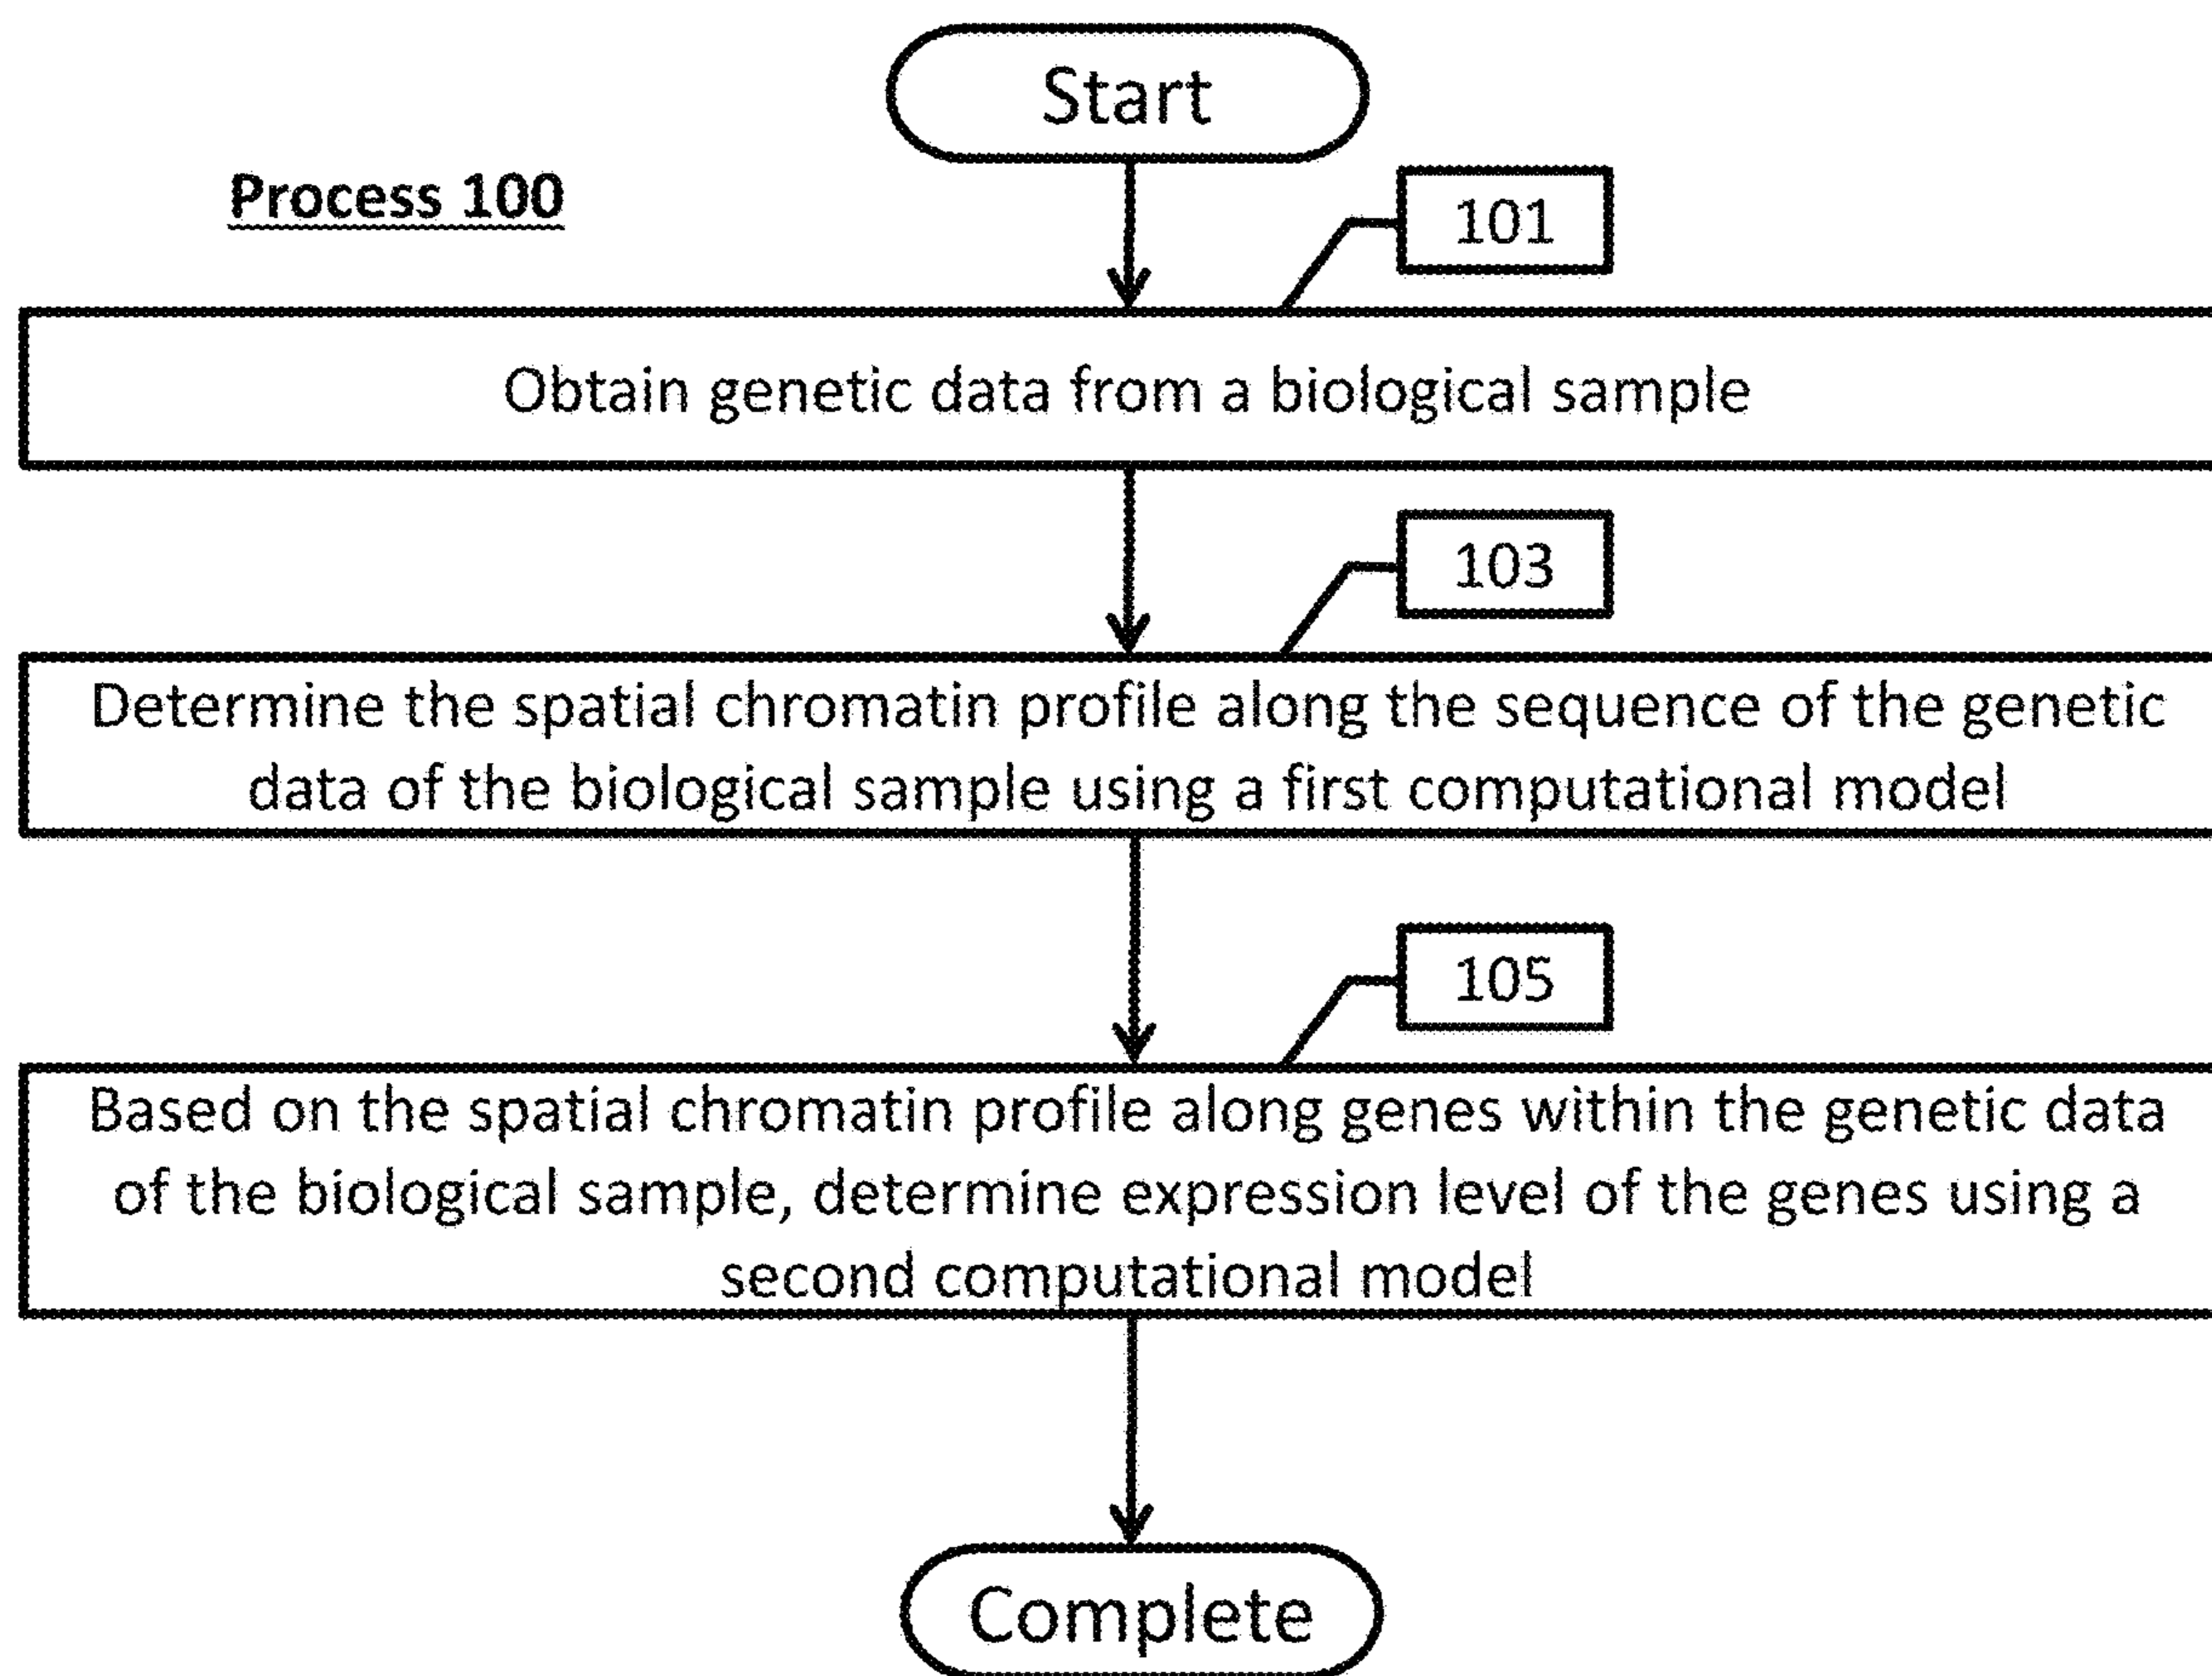 Start
Process 100
101
Obtain genetic data from a biological sample
103
Determine the spatial chromatin profile along the sequence of the genetic
data of the biological sample using a first computational model
105
Based on the spatial chromatin profile along genes within the genetic data
of the biological sample, determine expression level of the genes using a
second computational model
Complete